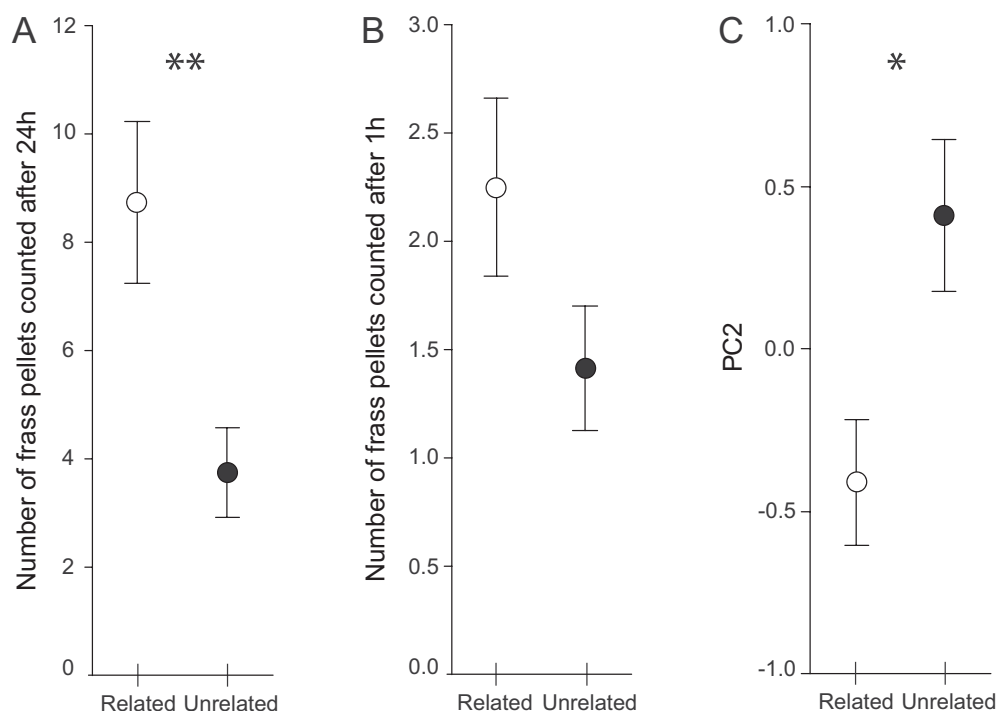 A
Number of frass pellets counted after 24h
12
10
8
6
4
2
0
**
Related Unrelated
B
Number of frass pellets counted after 1h
3.0
2.5
2.0
1.5
1.0
0.5
0.0
Related Unrelated
C
PC2
1.0
0.5
0.0
-0.5
-1.0
*
Related Unrelated